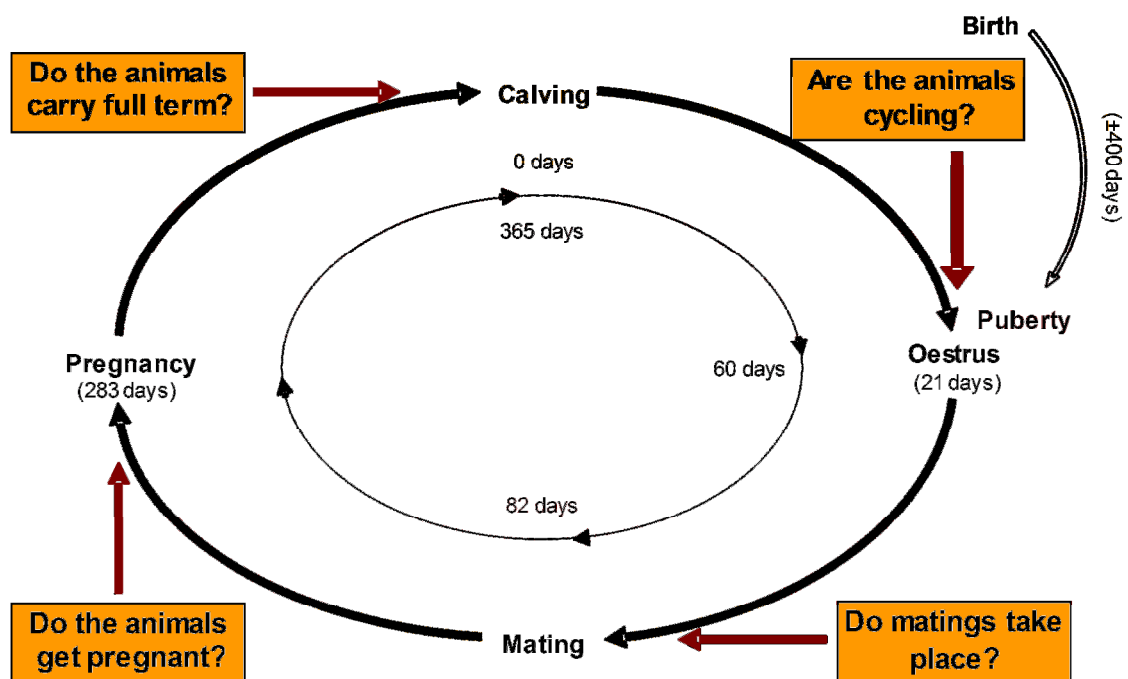 Birth
Do the animals
carry full term?
Calving
Are the animals
cycling?
(±400 days)
0 days
365 days
Puberty
Pregnancy
(283 days)
60 days
Oestrus
(21 days)
82 days
Do the animals
get pregnant?
Mating
Do matings take
place?